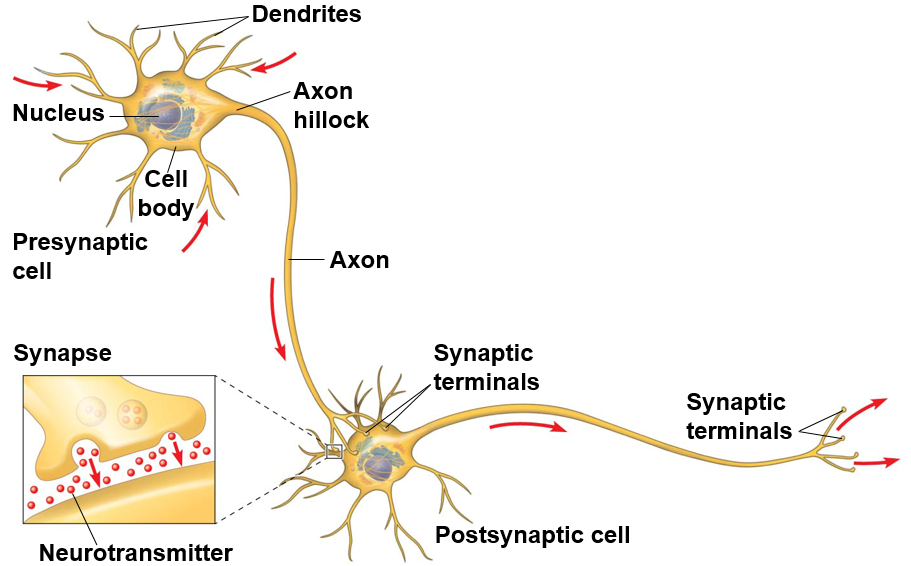 Dendrites
Axon
hillock
Nucleus
Cell
body
Presynaptic
cell
Axon
Synapse
Synaptic
terminals
Synaptic
terminals
Postsynaptic cell
Neurotransmitter